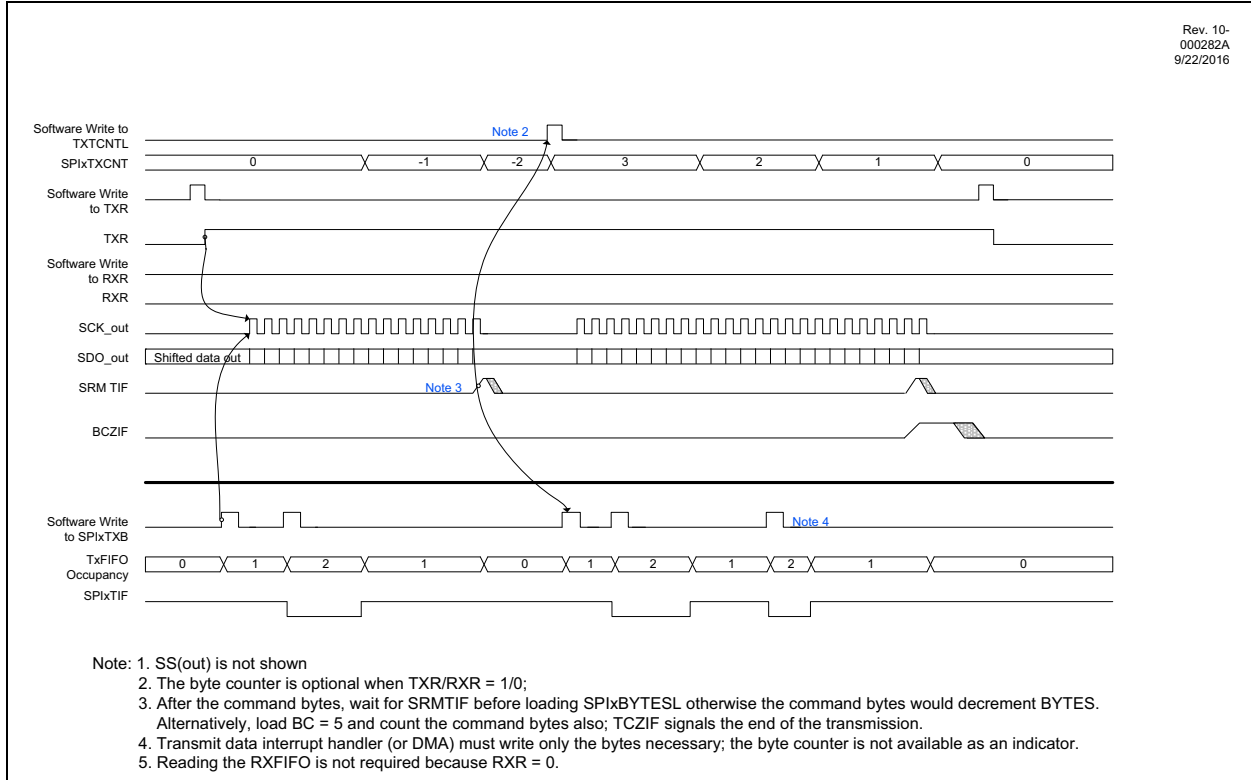 Rev. 10-
000282A
9/22/2016
Software Write to
TXTCNTL
Note 2
SPIxTXCNT
0 -1 -2 3 2 1 0
Software Write
to TXR
TXR
Software Write
to RXR
RXR
SCK_out
SDO_out
Shifted data out
SRM TIF
Note 3
BCZIF
Software Write
to SPIxTXB
Note 4
TxFIFO
Occupancy
0 1 2 1 0 1 2 1 2 1 0
SPIxTIF
Note: 1. SS(out) is not shown
2. The byte counter is optional when TXR/RXR = 1/0;
3. After the command bytes, wait for SRMTIF before loading SPIxBYTESL otherwise the command bytes would decrement BYTES.
Alternatively, load BC = 5 and count the command bytes also; TCZIF signals the end of the transmission.
4. Transmit data interrupt handler (or DMA) must write only the bytes necessary; the byte counter is not available as an indicator.
5. Reading the RXFIFO is not required because RXR = 0.